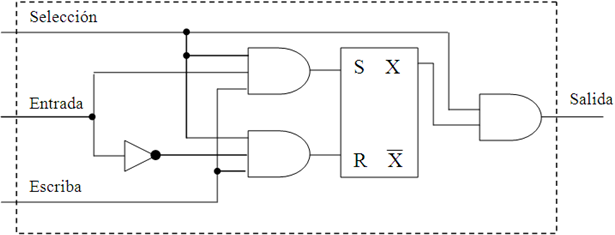 Selección
Entrada
Escriba
S X
R X̅
Salida